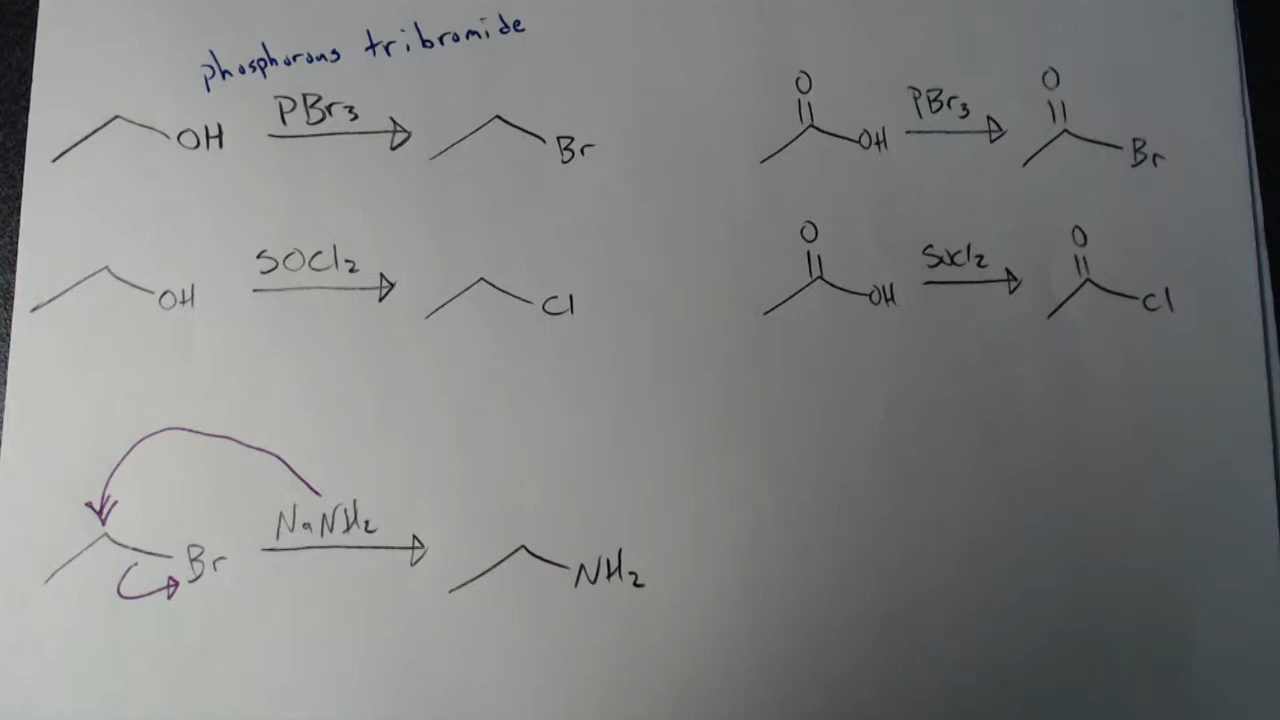 phosphorous tribromide
OH PBr3 Br
O OH PBr3 O Br
OH SOCl2 Cl
O OH SOCl2 O Cl
Br NaNH2 NH2